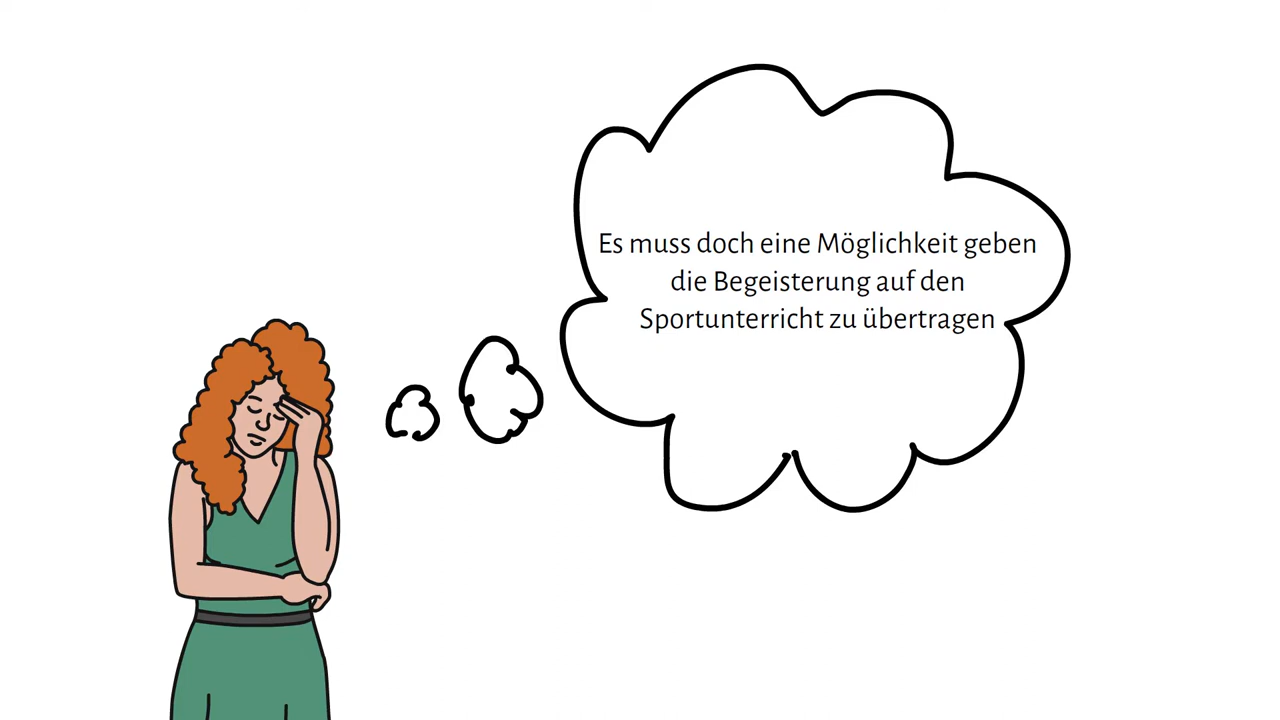 Es muss doch eine Möglichkeit geben
die Begeisterung auf den
Sportunterricht zu übertragen